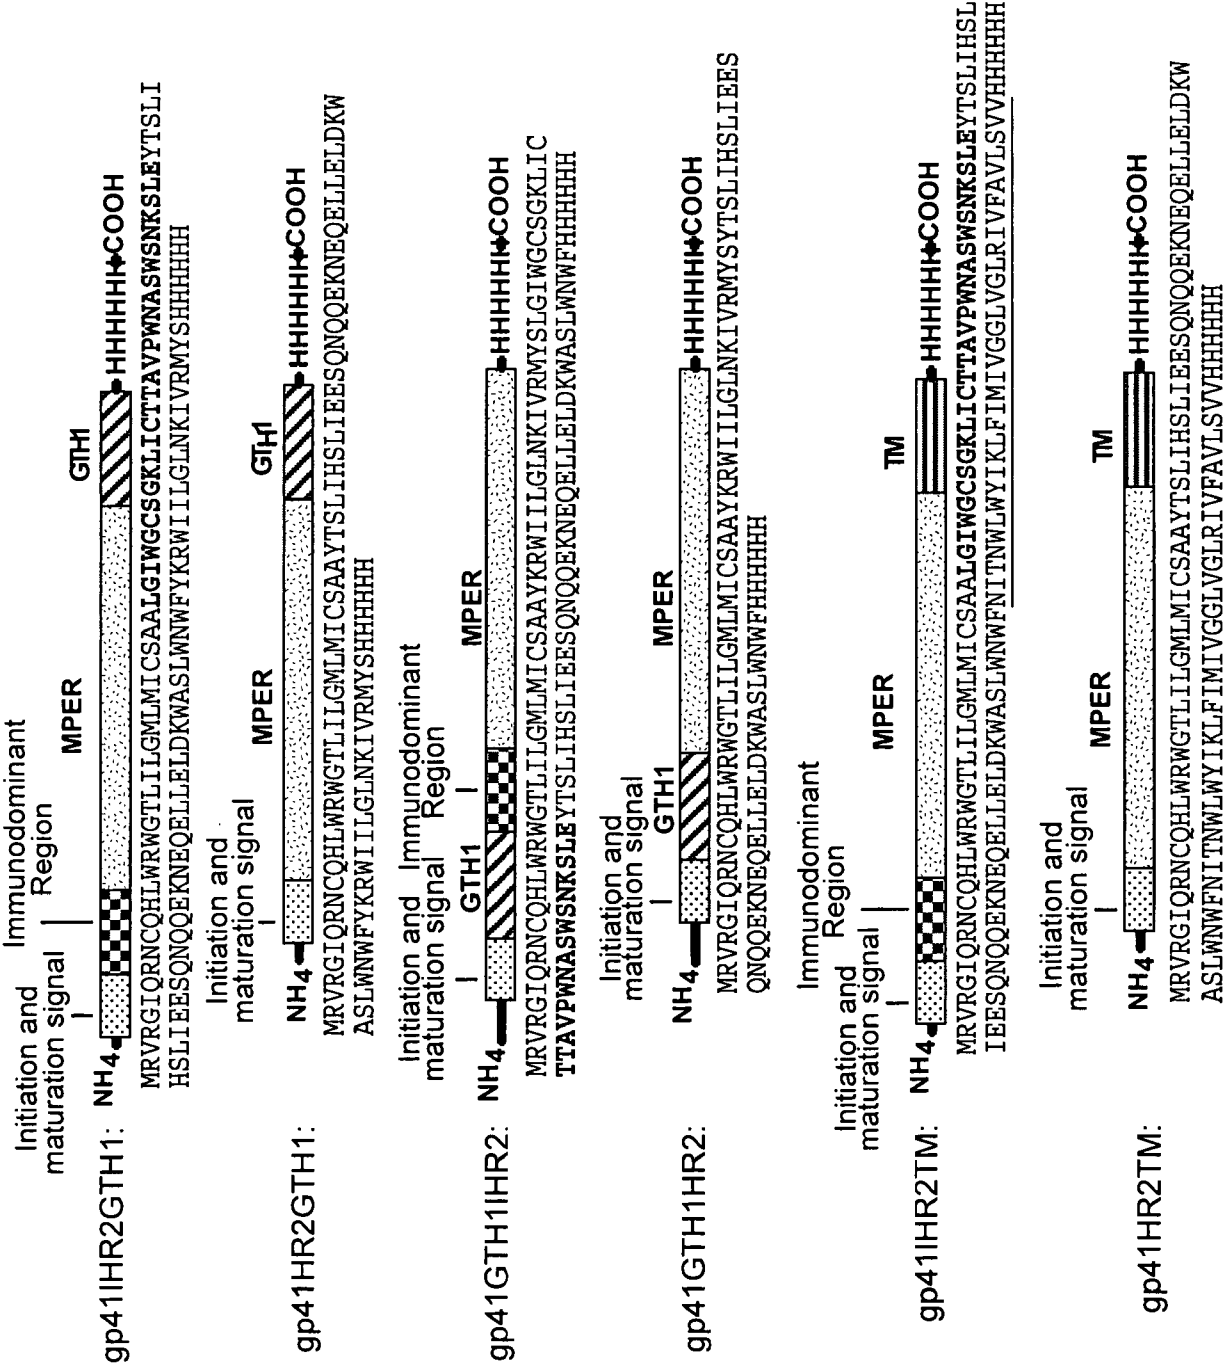 Initiation and
maturation signal
Immunodominant
Region
MPER
GTH1
gp41IHR2GTH1: NH4 HHHHHH COOH
MRVRGIQRNCQHLWRWGTLILGMLMICSAALGIWGCSGKLICTTAVPWNASWSNKSLEYTSLI
HSLIEESQNQQEKNEQELLELDKWASLWNWFYKRWIILGLNKIVRMYSHHHHHH
Initiation and
maturation signal
MPER
GTH1
gp41HR2GTH1: NH4 HHHHHH COOH
MRVRGIQRNCQHLWRWGTLILGMLMICSAAYTSLIHSLIEESQNQQEKNEQELLELDKW
ASLWNWFYKRWIILGLNKIVRMYSHHHHHH
Initiation and
maturation signal
GTH1
Immunodominant
Region
MPER
gp41GTH1IHR2: NH4 HHHHHH COOH
MRVRGIQRNCQHLWRWGTLILGMLMICSAAYKRWIILGLNKIVRMYSLGIWGCSGKLIC
TTAVPWNASWSNKSLEYTSLIHSLIEESQNQQEKNEQELLELDKWASLWNWFHHHHHH
Initiation and
maturation signal
GTH1
MPER
gp41GTH1HR2: NH4 HHHHHH COOH
MRVRGIQRNCQHLWRWGTLILGMLMICSAAYKRWIILGLNKIVRMYSYTSLIHSLIEES
QNQQEKNEQELLELDKWASLWNWFHHHHHH
Initiation and
maturation signal
Immunodominant
Region
MPER
TM
gp41IHR2TM: NH4 HHHHHH COOH
MRVRGIQRNCQHLWRWGTLILGMLMICSAALGIWGCSGKLICTTAVPWNASWSNKSLEYTSLIHSL
IEESQNQQEKNEQELLELDKWASLWNWFNITNWLWYIKLFIMIVGGLVGLRIVFAVLSVVHHHHHH
Initiation and
maturation signal
MPER
TM
gp41HR2TM: NH4 HHHHHH COOH
MRVRGIQRNCQHLWRWGTLILGMLMICSAAYTSLIHSLIEESQNQQEKNEQELLELDKW
ASLWNWFNITNWLWYIKLFIMIVGGLVGLRIVFAVLSVVHHHHHH